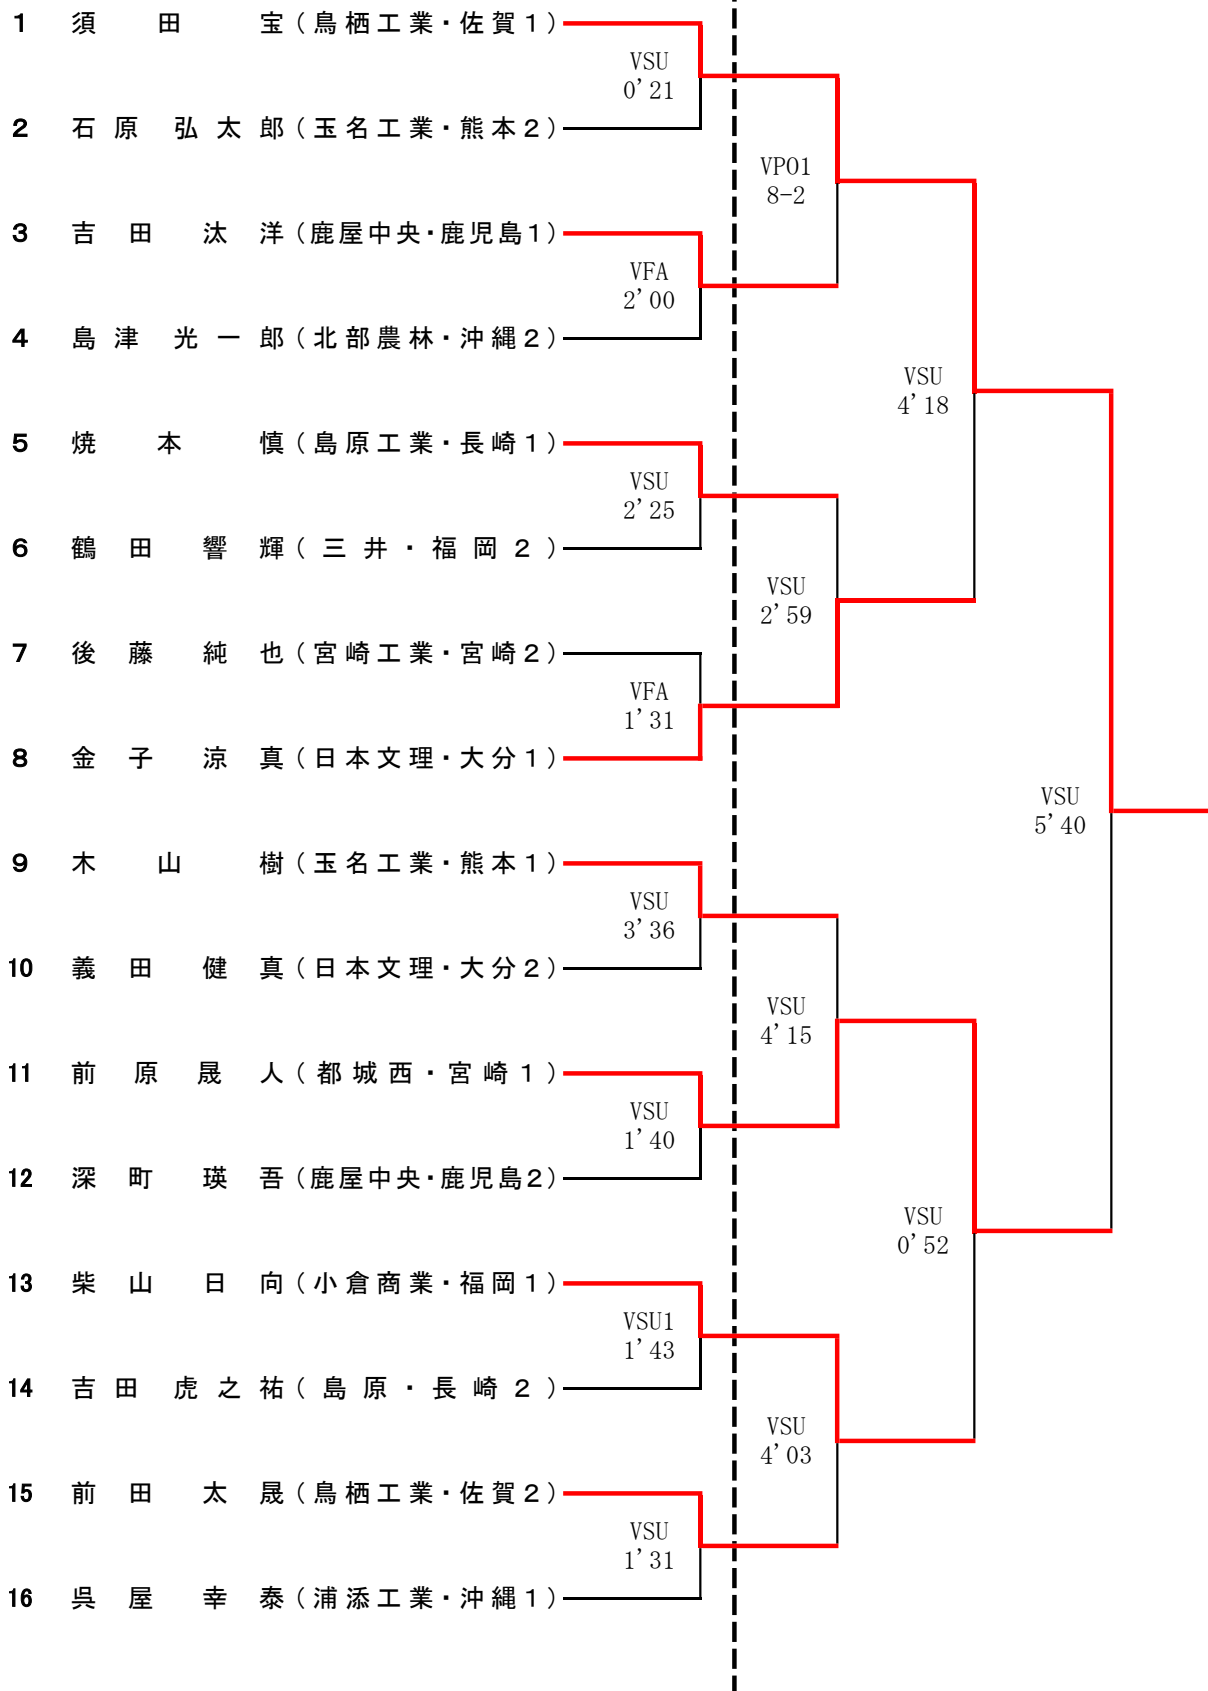 1 須田 宝 (鳥栖工業・佐賀1)
VSU
0'21
2 石原 弘太郎 (玉名工業・熊本2)
VPO1
8-2
3 吉田 汰洋 (鹿屋中央・鹿児島1)
VFA
2'00
4 島津 光一郎 (北部農林・沖縄2)
VSU
4'18
5 焼本 慎 (島原工業・長崎1)
VSU
2'25
6 鶴田 響輝 (三井・福岡2)
VSU
2'59
7 後藤 純也 (宮崎工業・宮崎2)
VFA
1'31
8 金子 涼真 (日本文理・大分1)
VSU
5'40
9 木山 樹 (玉名工業・熊本1)
VSU
3'36
10 義田 健真 (日本文理・大分2)
VSU
4'15
11 前原 晟人 (都城西・宮崎1)
VSU
1'40
12 深町 瑛吾 (鹿屋中央・鹿児島2)
VSU
0'52
13 柴山 日向 (小倉商業・福岡1)
VSU1
1'43
14 吉田 虎之祐 (島原・長崎2)
VSU
4'03
15 前田 太晟 (鳥栖工業・佐賀2)
VSU
1'31
16 呉屋 幸泰 (浦添工業・沖縄1)